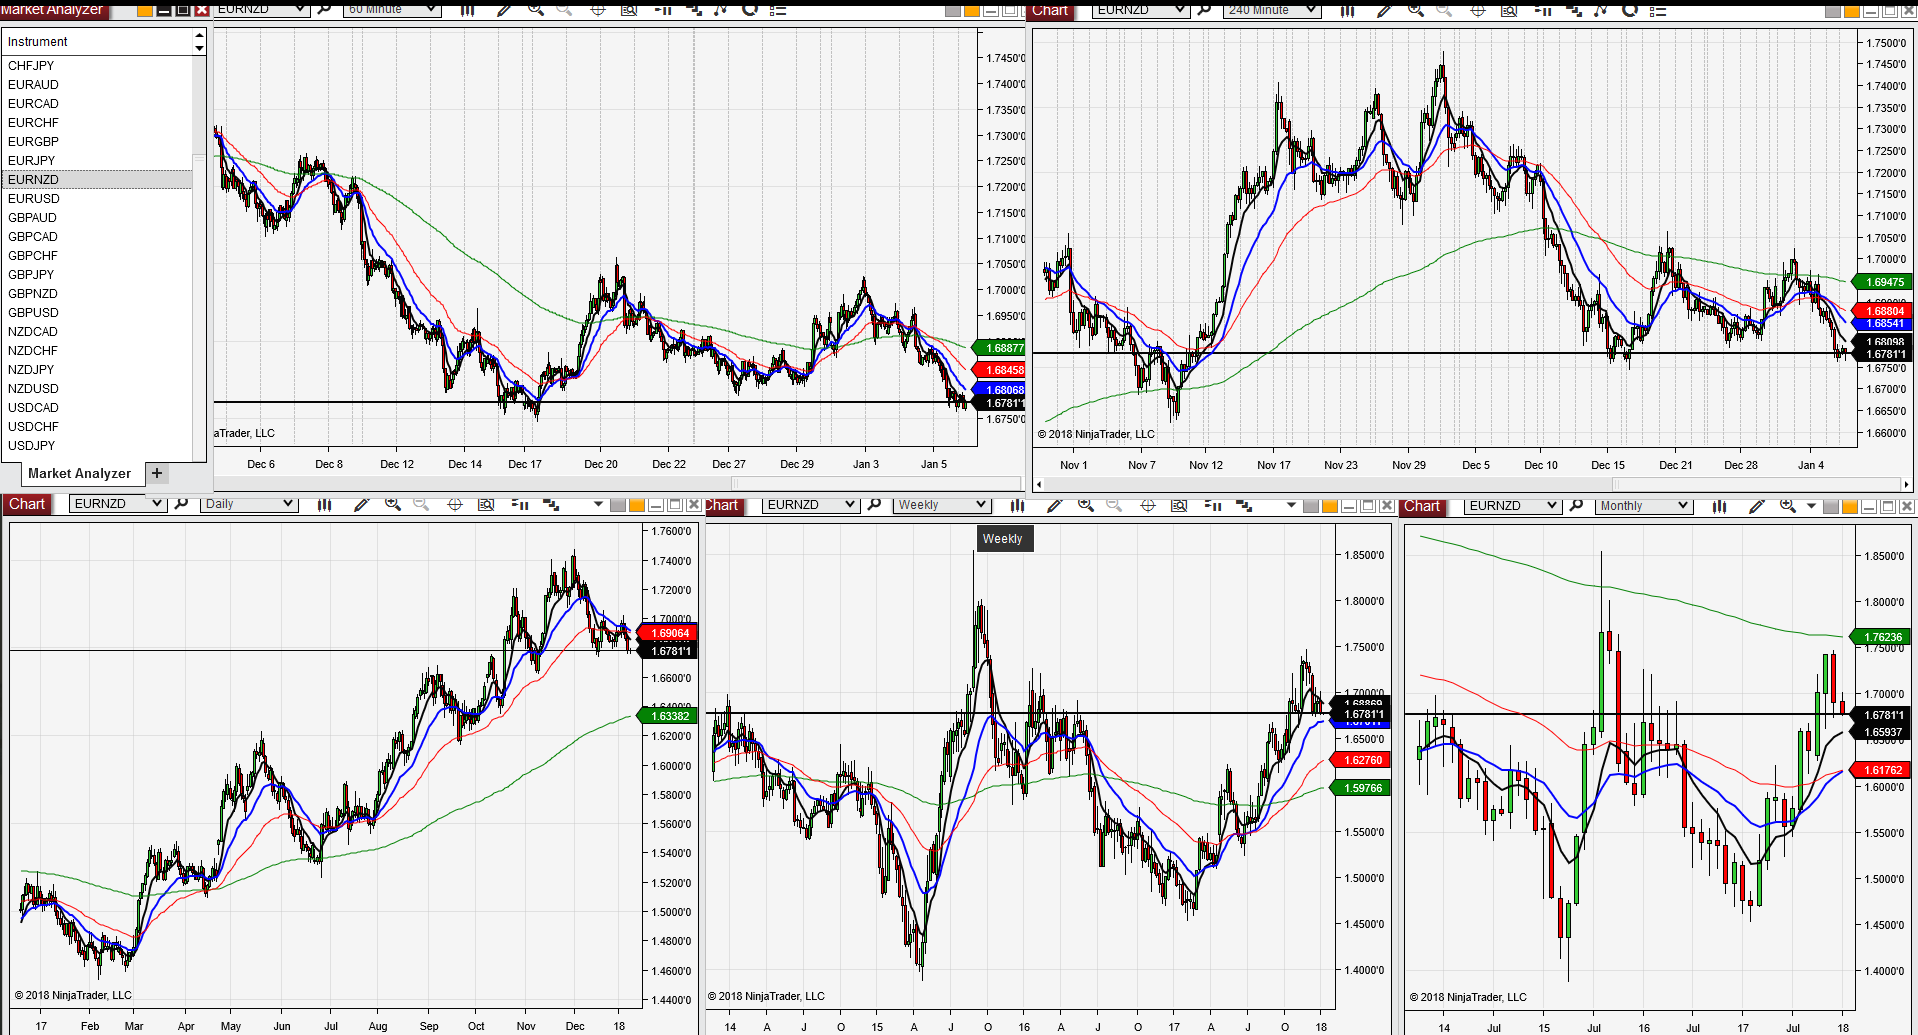 Market Analyzer
EURNZD 60 Minute
Chart EURNZD 240 Minute
Instrument
CHFJPY
EURAUD
EURCAD
EURCHF
EURGBP
EURJPY
EURNZD
EURUSD
GBPAUD
GBPCAD
GBPCHF
GBPJPY
GBPNZD
GBPUSD
NZDCAD
NZDCHF
NZDJPY
NZDUSD
USDCAD
USDCHF
USDJPY
Market Analyzer +
1.7450'0
1.7400'0
1.7350'0
1.7300'0
1.7250'0
1.7200'0
1.7150'0
1.7100'0
1.7050'0
1.7000'0
1.6950'0
1.68877
1.68458
1.68068
1.6781'1
1.6750'0
aTrader, LLC
Dec 6 Dec 8 Dec 12 Dec 14 Dec 17 Dec 20 Dec 22 Dec 27 Dec 29 Jan 3 Jan 5
1.7500'0
1.7450'0
1.7400'0
1.7350'0
1.7300'0
1.7250'0
1.7200'0
1.7150'0
1.7100'0
1.7050'0
1.7000'0
1.69475
1.68804
1.68541
1.68098
1.6781'1
1.6750'0
1.6700'0
1.6650'0
1.6600'0
© 2018 NinjaTrader, LLC
Nov 1 Nov 7 Nov 12 Nov 17 Nov 23 Nov 29 Dec 5 Dec 10 Dec 15 Dec 21 Dec 28 Jan 4
Chart EURNZD Daily
1.7600'0
1.7400'0
1.7200'0
1.7000'0
1.69064
1.6781'1
1.6600'0
1.63382
1.6200'0
1.6000'0
1.5800'0
1.5600'0
1.5400'0
1.5200'0
1.5000'0
1.4800'0
1.4600'0
1.4400'0
© 2018 NinjaTrader, LLC
17 Feb Mar Apr May Jun Jul Aug Sep Oct Nov Dec 18
Chart EURNZD Weekly
Weekly
1.8500'0
1.8000'0
1.7500'0
1.7000'0
1.68869
1.6781'1
1.6500'0
1.62760
1.59766
1.5500'0
1.5000'0
1.4500'0
1.4000'0
© 2018 NinjaTrader, LLC
14 A J O 15 A J O 16 A J O 17 A J O 18
Chart EURNZD Monthly
1.8500'0
1.8000'0
1.76236
1.7500'0
1.7000'0
1.6781'1
1.65937
1.6500'0
1.61762
1.6000'0
1.5500'0
1.5000'0
1.4500'0
1.4000'0
© 2018 NinjaTrader, LLC
14 Jul 15 Jul 16 Jul 17 Jul 18